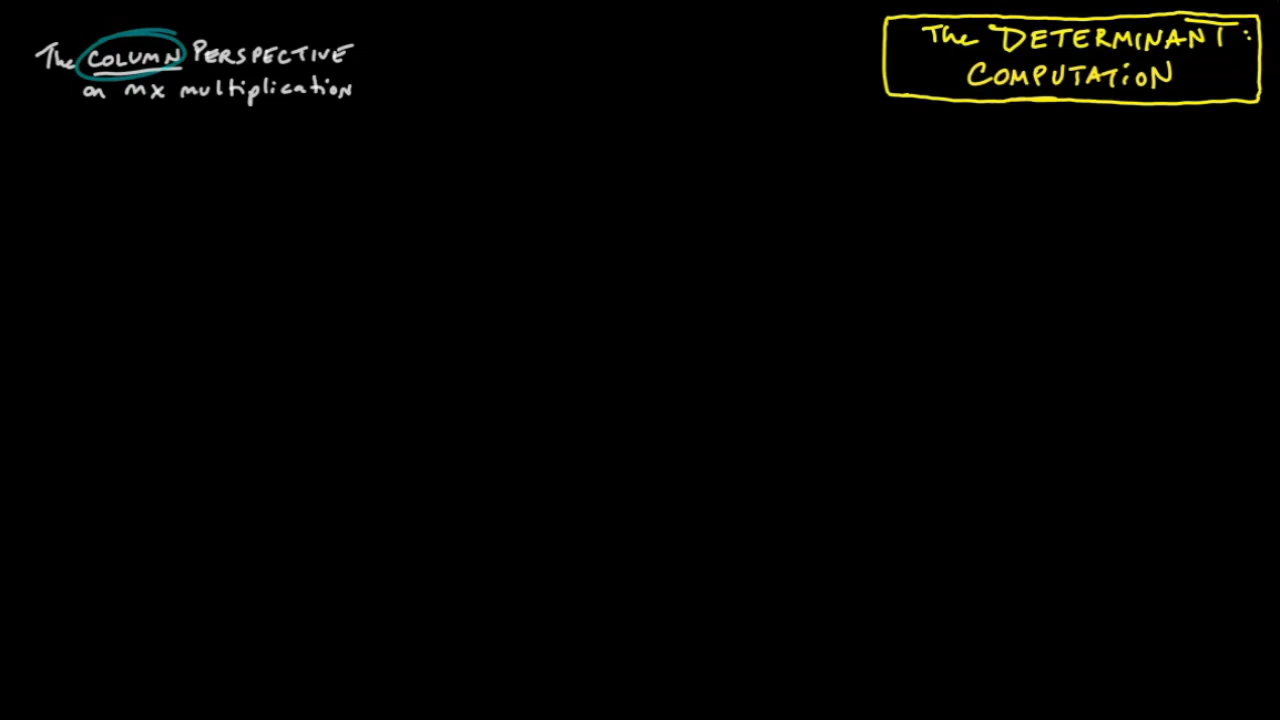 The COLUMN PERSPECTIVE
on mx multiplication
The DETERMINANT:
COMPUTATiON